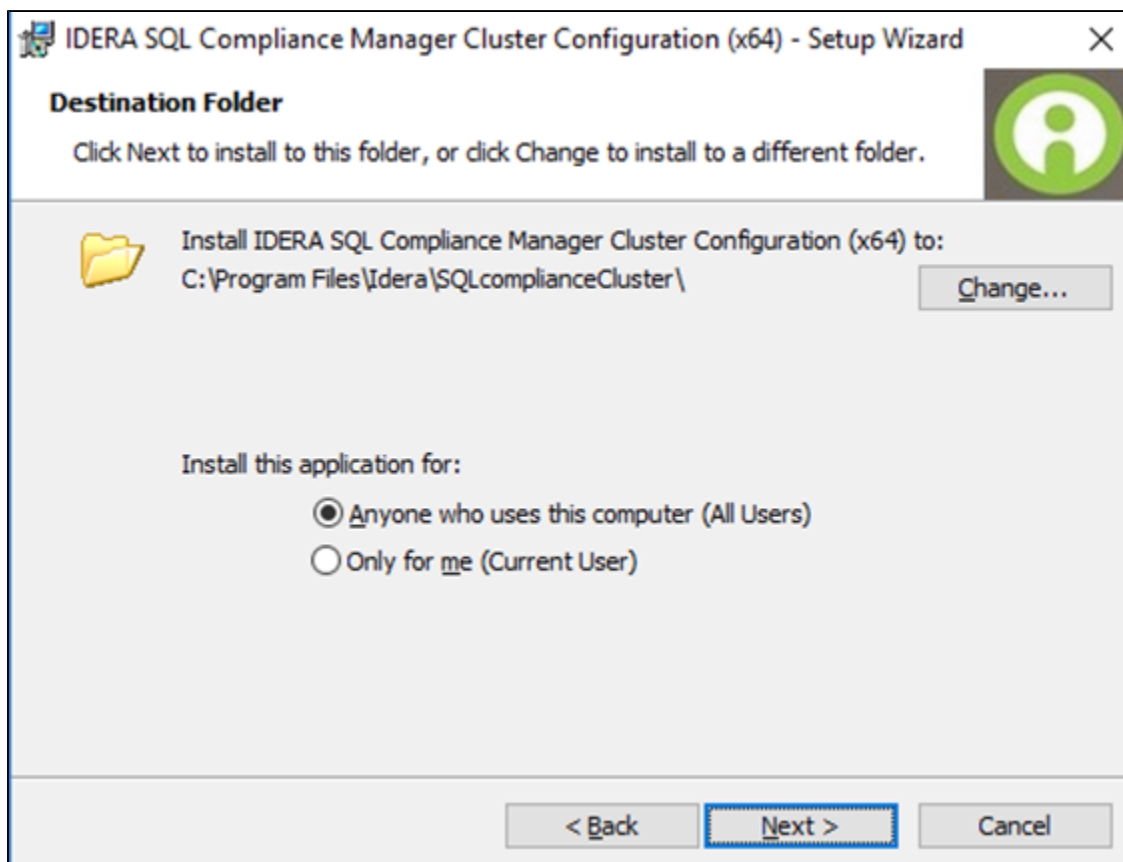 IDERA SQL Compliance Manager Cluster Configuration (x64) - Setup Wizard
Destination Folder
Click Next to install to this folder, or click Change to install to a different folder.
Install IDERA SQL Compliance Manager Cluster Configuration (x64) to:
C:\Program Files\Idera\SQLcomplianceCluster\
Change...
Install this application for:
Anyone who uses this computer (All Users)
Only for me (Current User)
< Back
Next >
Cancel